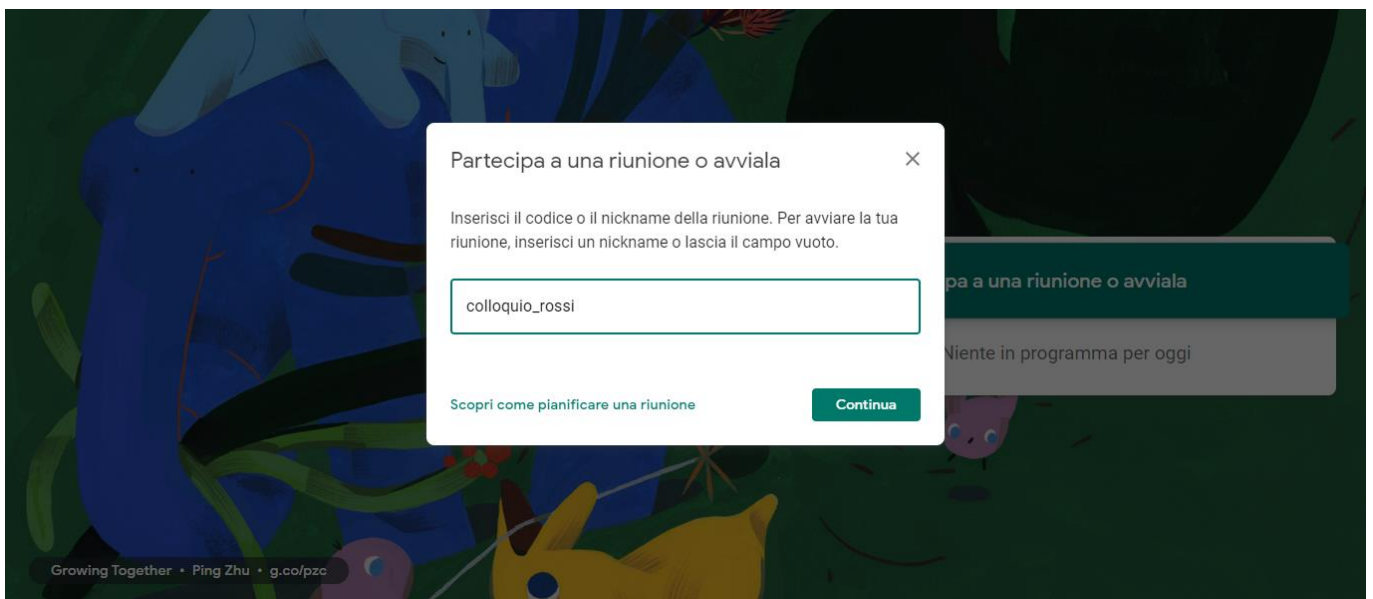 Partecipa a una riunione o avviala
Inserisci il codice o il nickname della riunione. Per avviare la tua
riunione, inserisci un nickname o lascia il campo vuoto.
colloquio_rossi
Scopri come pianificare una riunione
Continua
pa a una riunione o avviala
Niente in programma per oggi
Growing Together • Ping Zhu • g.co/pzc